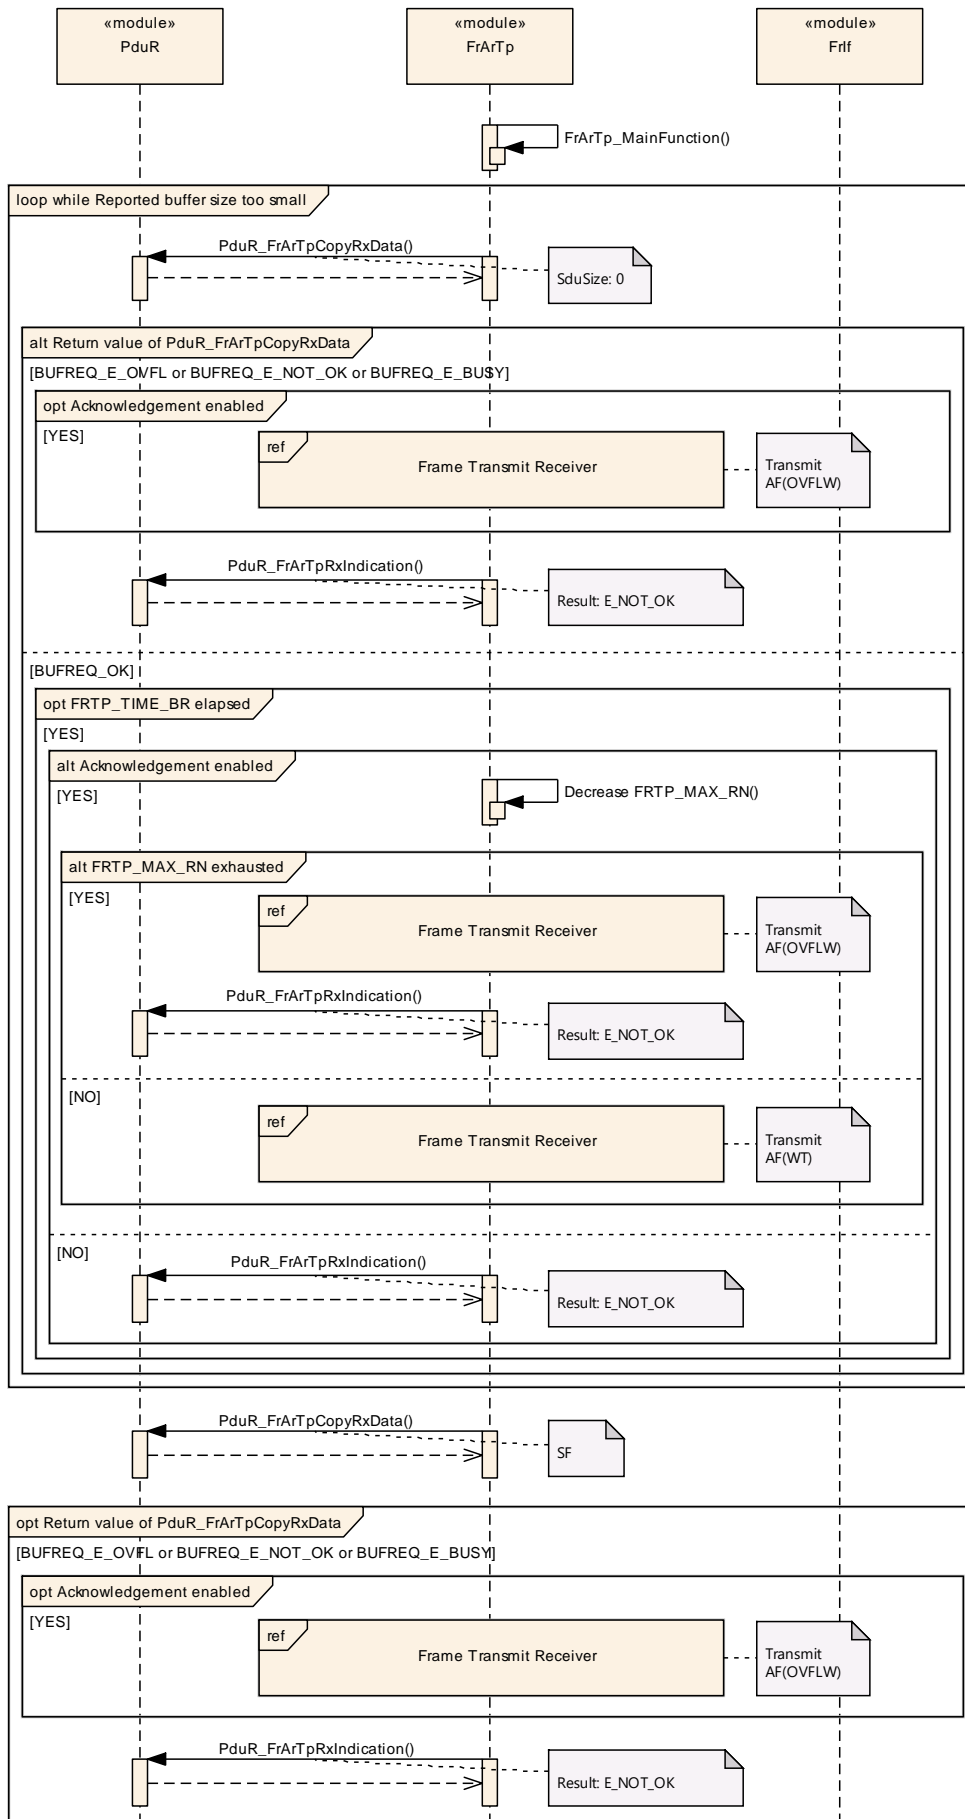 «module»
PduR
«module»
FrArTp
«module»
FrIf
FrArTp_MainFunction()
loop while Reported buffer size too small
PduR_FrArTpCopyRxData()
SduSize: 0
alt Return value of PduR_FrArTpCopyRxData
[BUFREQ_E_OVFL or BUFREQ_E_NOT_OK or BUFREQ_E_BUSY]
opt Acknowledgement enabled
[YES]
ref
Frame Transmit Receiver
Transmit
AF(OVFLW)
PduR_FrArTpRxIndication()
Result: E_NOT_OK
[BUFREQ_OK]
opt FRTP_TIME_BR elapsed
[YES]
alt Acknowledgement enabled
[YES]
Decrease FRTP_MAX_RN()
alt FRTP_MAX_RN exhausted
[YES]
ref
Frame Transmit Receiver
Transmit
AF(OVFLW)
PduR_FrArTpRxIndication()
Result: E_NOT_OK
[NO]
ref
Frame Transmit Receiver
Transmit
AF(WT)
[NO]
PduR_FrArTpRxIndication()
Result: E_NOT_OK
PduR_FrArTpCopyRxData()
SF
opt Return value of PduR_FrArTpCopyRxData
[BUFREQ_E_OVFL or BUFREQ_E_NOT_OK or BUFREQ_E_BUSY]
opt Acknowledgement enabled
[YES]
ref
Frame Transmit Receiver
Transmit
AF(OVFLW)
PduR_FrArTpRxIndication()
Result: E_NOT_OK